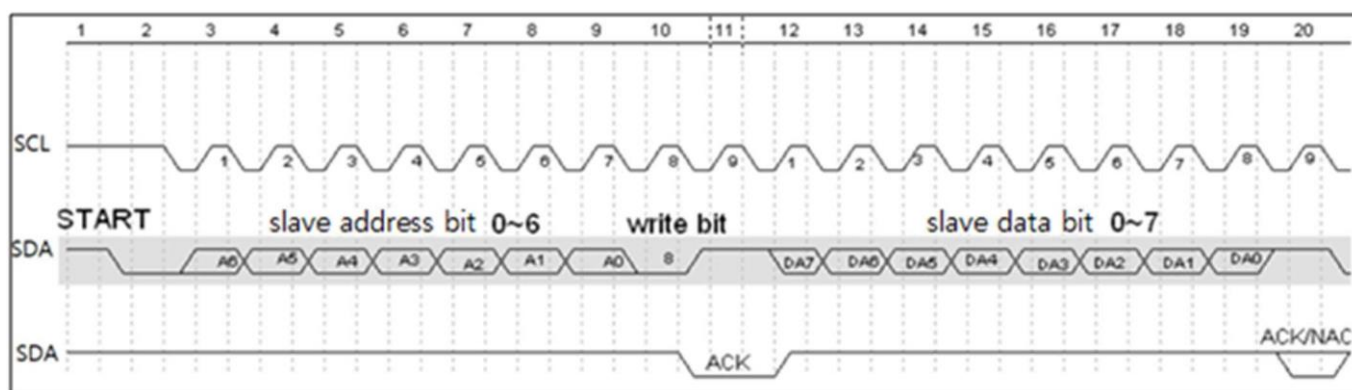 1 2 3 4 5 6 7 8 9 10 11 12 13 14 15 16 17 18 19 20
SCL
1 2 3 4 5 6 7 8 9 1 2 3 4 5 6 7 8 9
START slave address bit 0~6 write bit slave data bit 0~7
SDA
A6 A5 A4 A3 A2 A1 A0 8 DA7 DA6 DA5 DA4 DA3 DA2 DA1 DA0
ACK/NAC
SDA
ACK